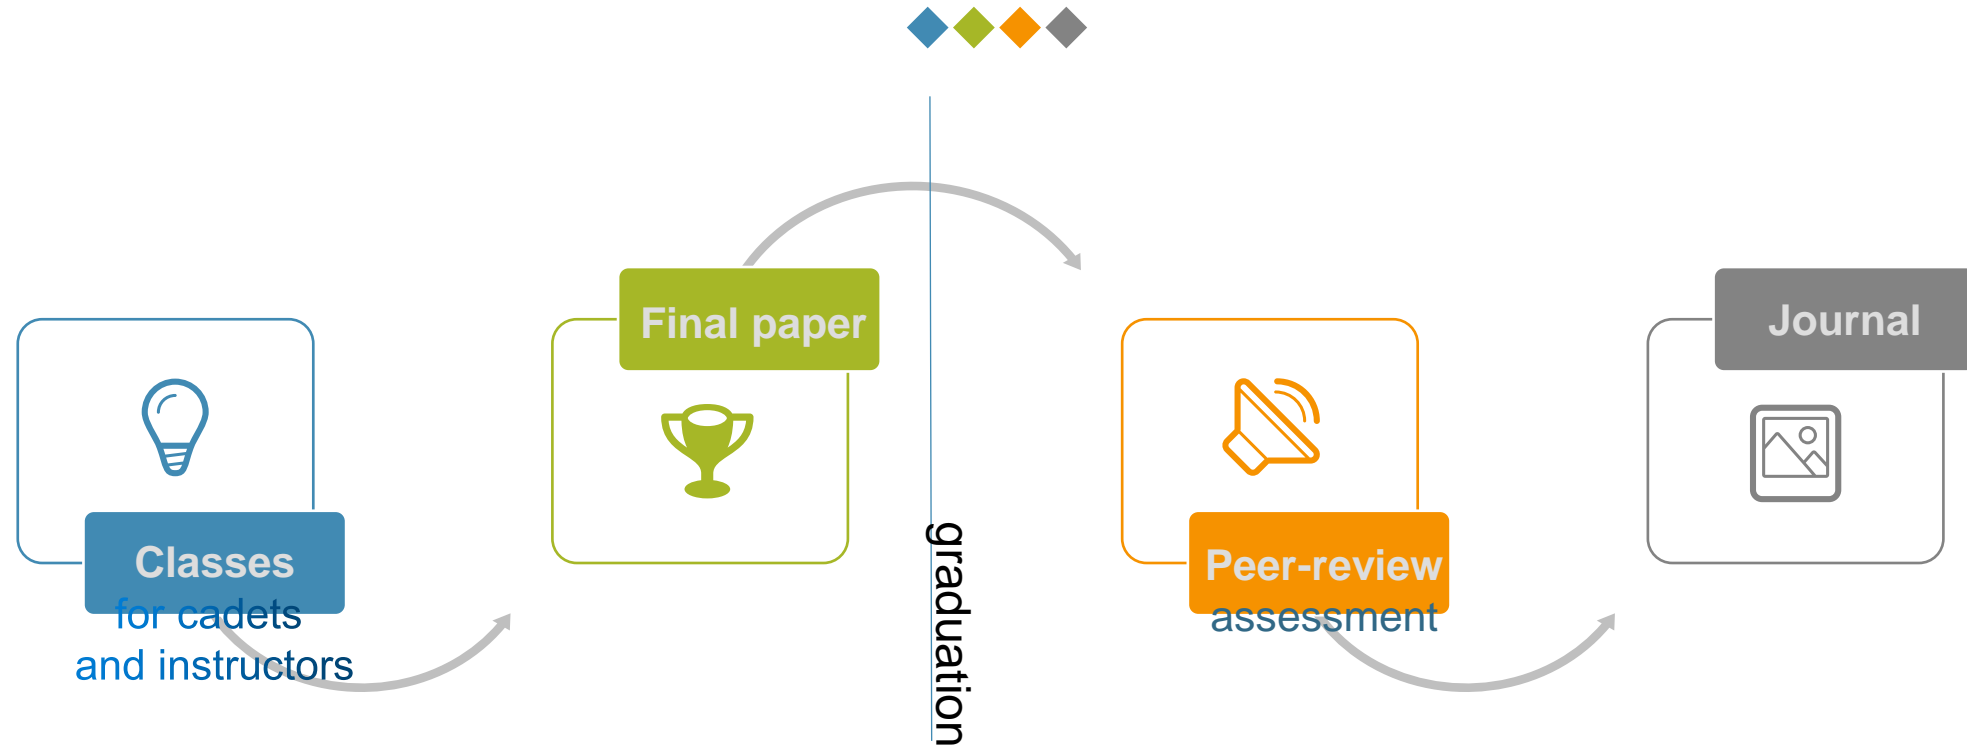 Classes
for cadets
and instructors
Final paper
graduation
Peer-review
assessment
Journal